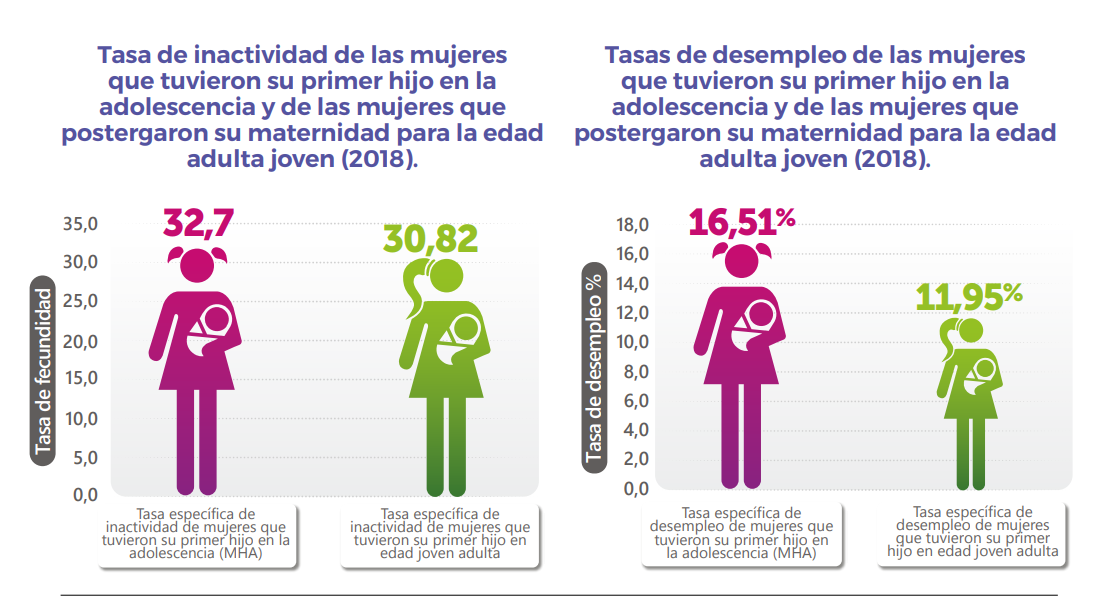 Tasa de inactividad de las mujeres
que tuvieron su primer hijo en la
adolescencia y de las mujeres que
postergaron su maternidad para la edad
adulta joven (2018).
Tasa de fecundidad
35,0
30,0
25,0
20,0
15,0
10,0
5,0
0,0
32,7
30,82
Tasa específica de
inactividad de mujeres que
tuvieron su primer hijo en la
adolescencia (MHA)
Tasa específica de
inactividad de mujeres que
tuvieron su primer hijo en
edad joven adulta
Tasas de desempleo de las mujeres
que tuvieron su primer hijo en la
adolescencia y de las mujeres que
postergaron su maternidad para la edad
adulta joven (2018).
Tasa de desempleo %
18,0
16,0
14,0
12,0
10,0
8,0
6,0
4,0
2,0
0,0
16,51%
11,95%
Tasa específica de
desempleo de mujeres que
tuvieron su primer hijo en
la adolescencia (MHA)
Tasa específica de
desempleo de mujeres
que tuvieron su primer
hijo en edad joven adulta